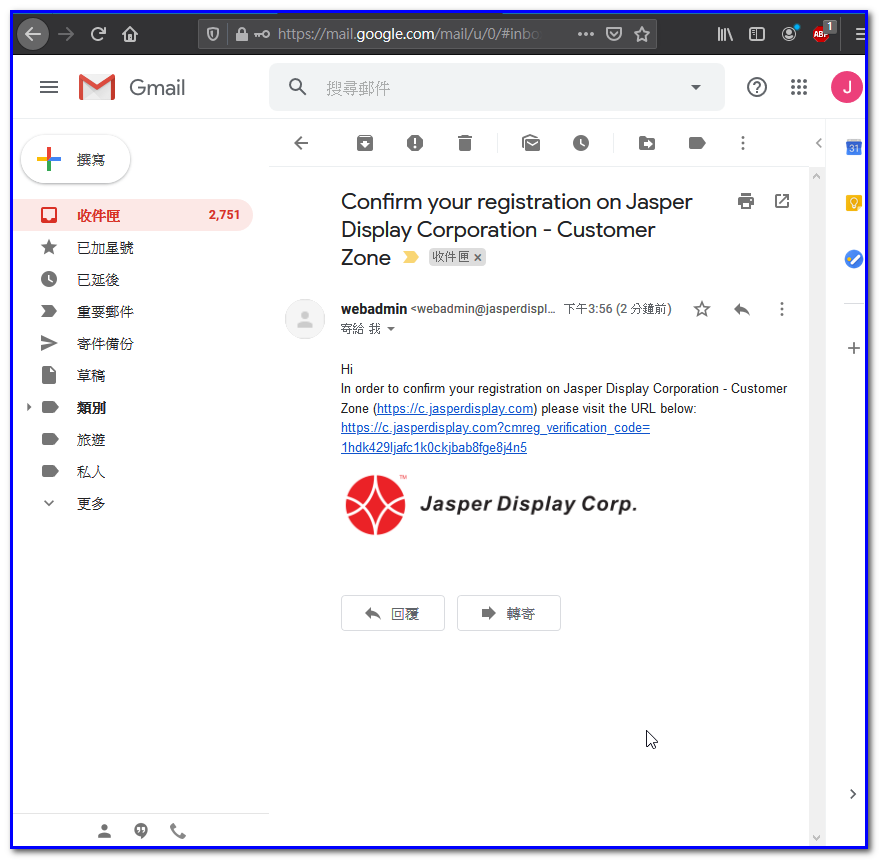 https://mail.google.com/mail/u/0/#inbo
ABP
1
Gmail
搜尋郵件
J
撰寫
31
收件匣 2,751
已加星號
已延後
重要郵件
寄件備份
草稿
類別
旅遊
私人
更多
Confirm your registration on Jasper
Display Corporation - Customer
Zone 收件匣 x
webadmin <webadmin@jasperdispl... 下午3:56 (2 分鐘前)
寄給 我
Hi
In order to confirm your registration on Jasper Display Corporation - Customer
Zone (https://c.jasperdisplay.com) please visit the URL below:
https://c.jasperdisplay.com?cmreg_verification_code=
1hdk429ljafc1k0ckjbab8fge8j4n5
TM
Jasper Display Corp.
回覆
轉寄